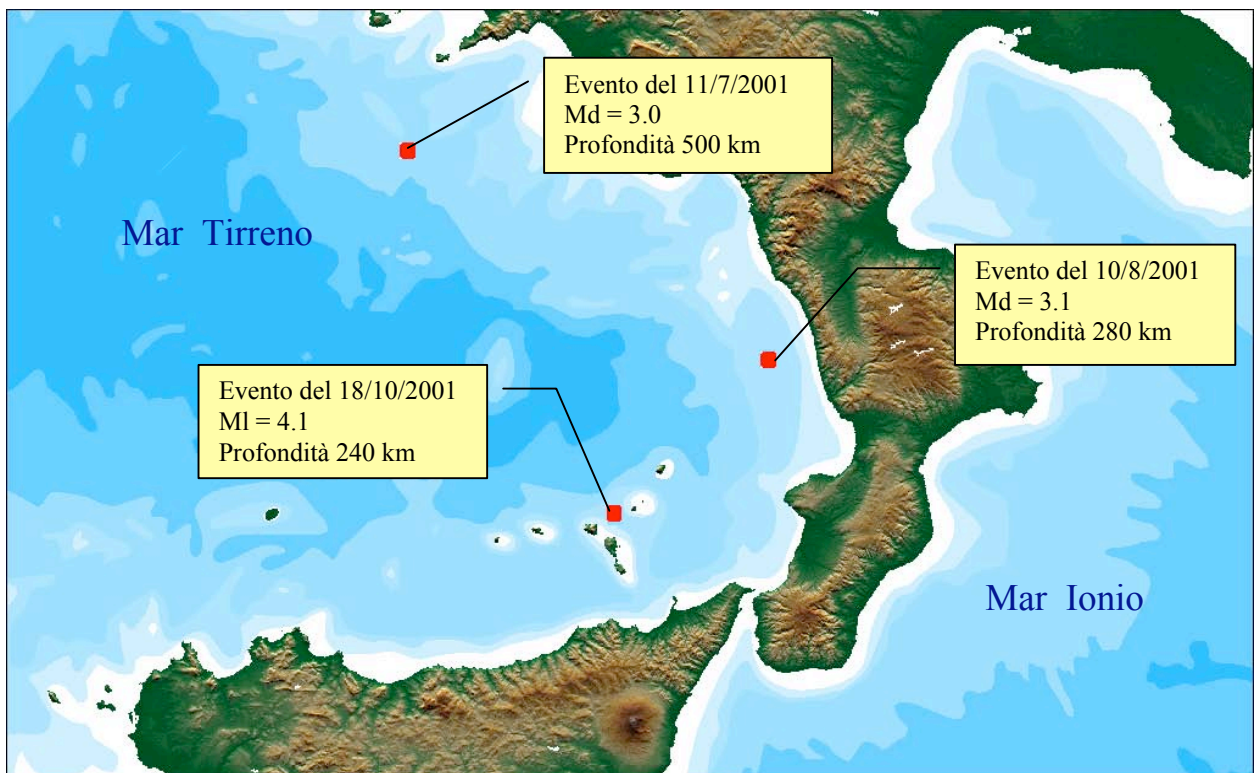 Evento del 11/7/2001
Md = 3.0
Profondità 500 km
Mar Tirreno
Evento del 10/8/2001
Md = 3.1
Profondità 280 km
Evento del 18/10/2001
Ml = 4.1
Profondità 240 km
Mar Ionio